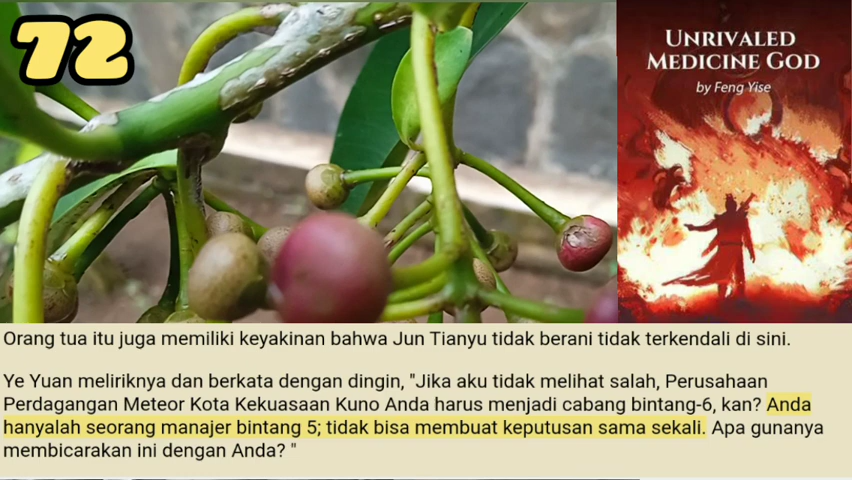 72
UNRIVALED
MEDICINE GOD
by Feng Yise
Orang tua itu juga memiliki keyakinan bahwa Jun Tianyu tidak berani tidak terkendali di sini.
Ye Yuan meliriknya dan berkata dengan dingin, "Jika aku tidak melihat salah, Perusahaan
Perdagangan Meteor Kota Kekuasaan Kuno Anda harus menjadi cabang bintang-6, kan? Anda
hanyalah seorang manajer bintang 5; tidak bisa membuat keputusan sama sekali. Apa gunanya
membicarakan ini dengan Anda? "